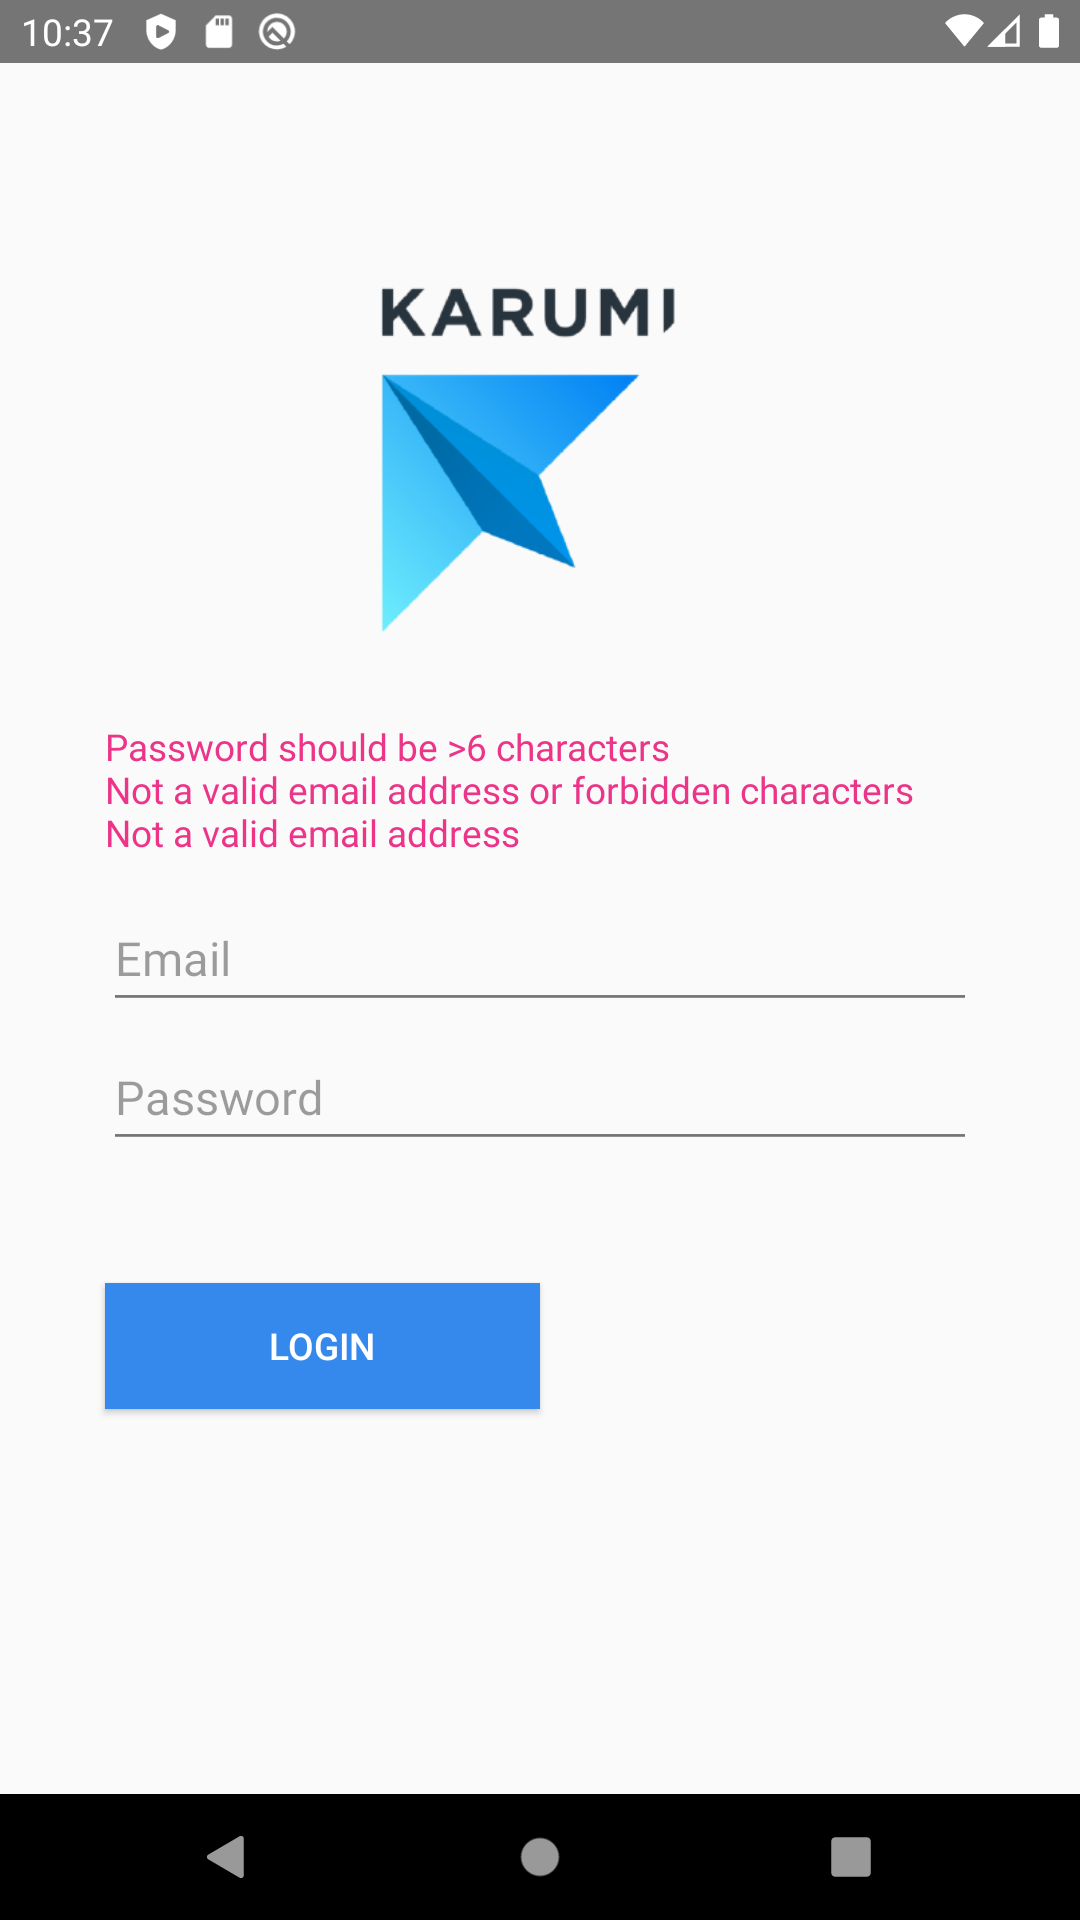 10:37
KARUMI
Password should be >6 characters
Not a valid email address or forbidden characters
Not a valid email address
Email
Password
LOGIN